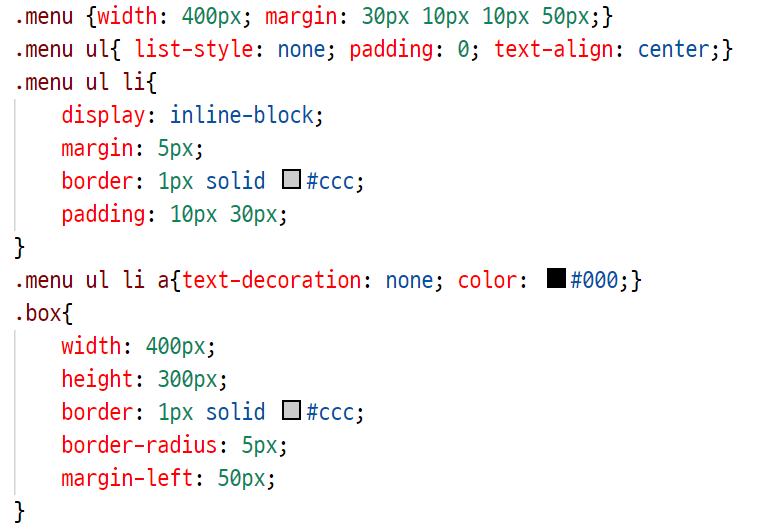 .menu {width: 400px; margin: 30px 10px 10px 50px;}
.menu ul{ list-style: none; padding: 0; text-align: center;}
.menu ul li{
    display: inline-block;
    margin: 5px;
    border: 1px solid #ccc;
    padding: 10px 30px;
}
.menu ul li a{text-decoration: none; color: #000;}
.box{
    width: 400px;
    height: 300px;
    border: 1px solid #ccc;
    border-radius: 5px;
    margin-left: 50px;
}